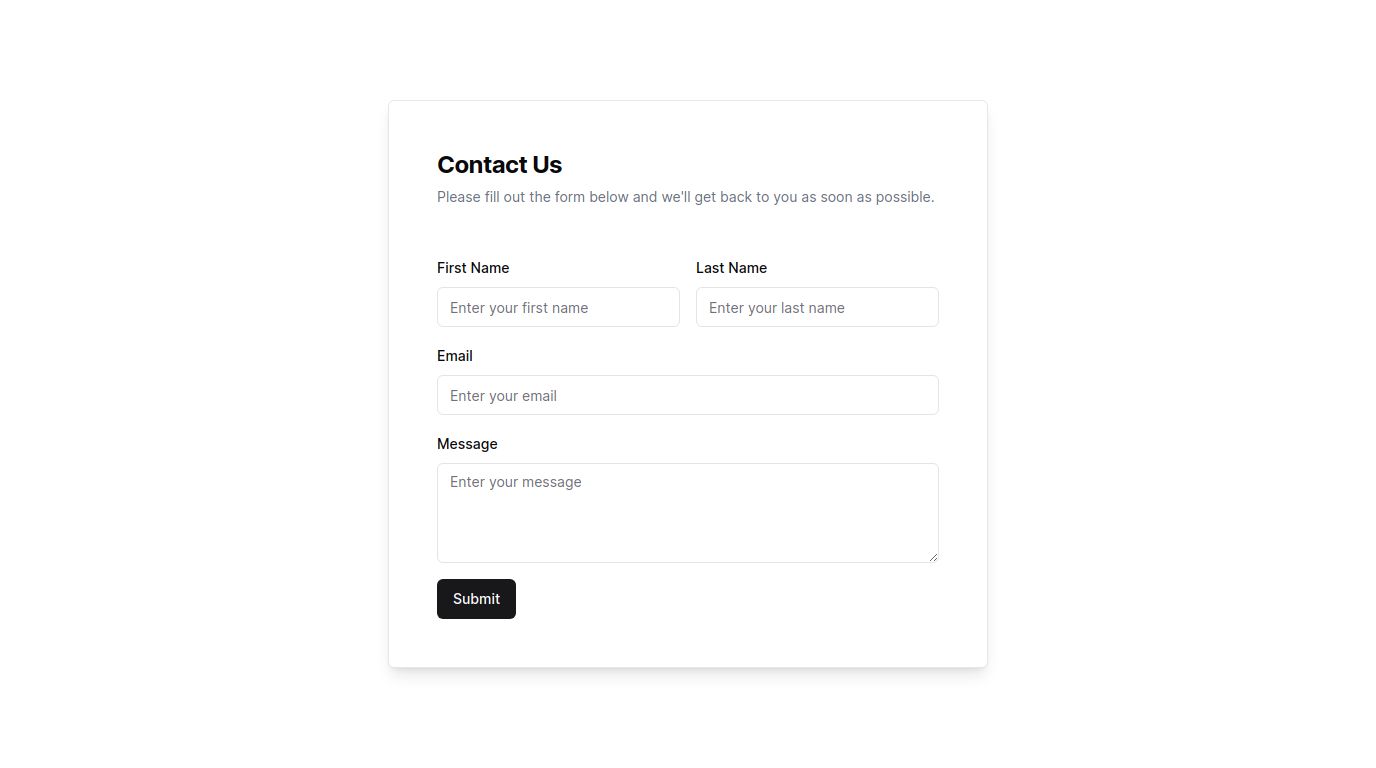 Contact Us
Please fill out the form below and we'll get back to you as soon as possible.
First Name
Last Name
Enter your first name
Enter your last name
Email
Enter your email
Message
Enter your message
Submit